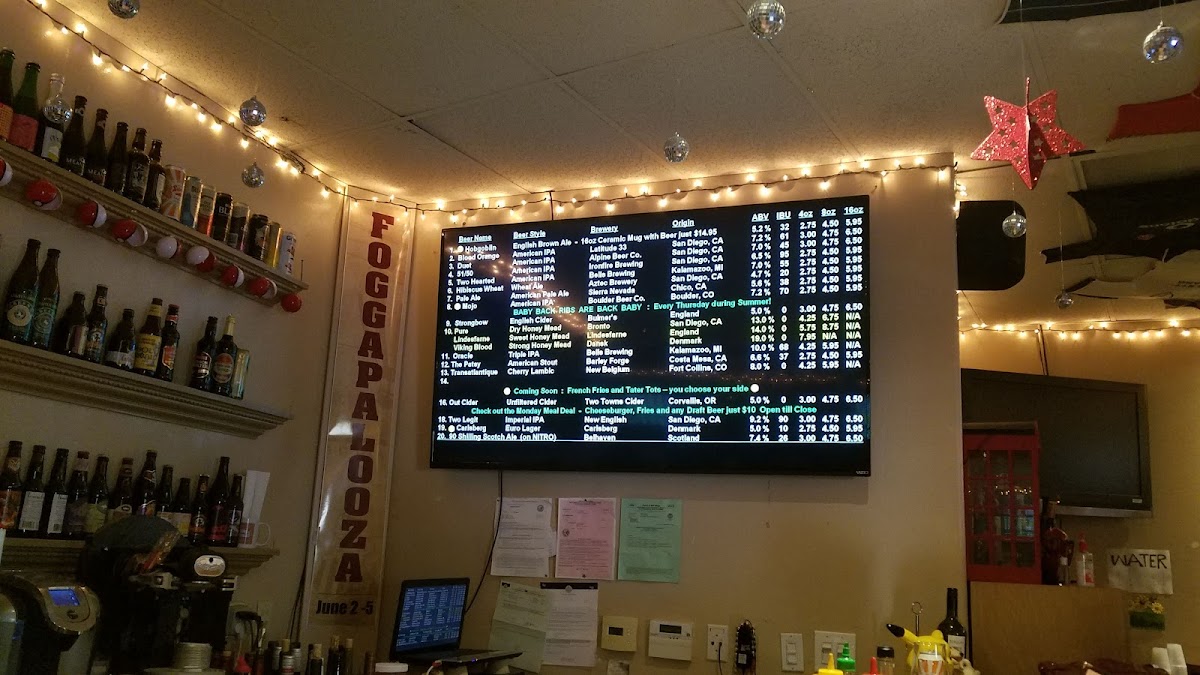 Beer Name Beer Style Brewery Origin ABV IBU 4oz 9oz 16oz
1. Hobgoblin English Brown Ale - 16oz Ceramic Mug with Beer just $14.95 5.2 % 32 2.75 4.50 5.95
2. Blood Orange American IPA Latitude 33 San Diego, CA 7.2 % 61 3.00 4.75 6.50
3. Duet American IPA Alpine Beer Co. San Diego, CA 7.0 % 45 3.00 4.75 6.50
4. $1/50 American IPA Ironfire Brewing San Diego, CA 6.5 % 95 2.75 4.50 5.95
5. Two Hearted American IPA Belle Brewing Kalamazoo, MI 7.0 % 55 2.75 4.50 5.95
6. Hibiscus Wheat Wheat Ale Aztec Brewery San Diego, CA 4.7 % 20 2.75 4.50 5.95
7. Pale Ale American Pale Ale Sierra Nevada Chico, CA 5.6 % 38 2.75 4.50 5.95
8. Mojo American IPA Boulder Beer Co. Boulder, CO 7.2 % 70 2.75 4.50 5.95
BABY BACK RIBS ARE BACK BABY : Every Thursday during Summer!
9. Strongbow English Cider Bulmer's England 5.0 % 0 3.00 4.75 6.50
10. Pure Dry Honey Mead Bronto San Diego, CA 13.0 % 0 4.25 6.75 N/A
Lindesfarne Sweet Honey Mead Lindesfarne England 14.0 % 0 5.75 8.75 N/A
Viking Blood Strong Honey Mead Danek Denmark 19.0 % 0 7.95 N/A N/A
11. Oracle Triple IPA Belle Brewing Kalamazoo, MI 10.0 % 68 4.25 5.95 N/A
12. The Patsy American Stout Barley Forge Costa Mesa, CA 6.6 % 37 2.75 4.50 5.95
13. Transatlantique Cherry Lambic New Belgium Fort Collins, CO 8.0 % 0 4.25 5.95 N/A
14.
Coming Soon : French Fries and Tater Tots – you choose your side
16. Out Cider Unfiltered Cider Two Towns Cider Corvallis, OR 5.0 % 0 3.00 4.75 6.50
Check out the Monday Meal Deal - Cheeseburger, Fries and any Draft Beer just $10 Open till Close
18. Two Legit Imperial IPA New English San Diego, CA 9.2 % 90 3.00 4.75 6.50
19. Carlsberg Euro Lager Carlsberg Denmark 5.0 % 10 2.75 4.50 5.95
20. 90 Shilling Scotch Ale (on NITRO) Belhaven Scotland 7.4 % 26 3.00 4.75 6.50
FOGGAPALOOZA
June 2-5
WATER